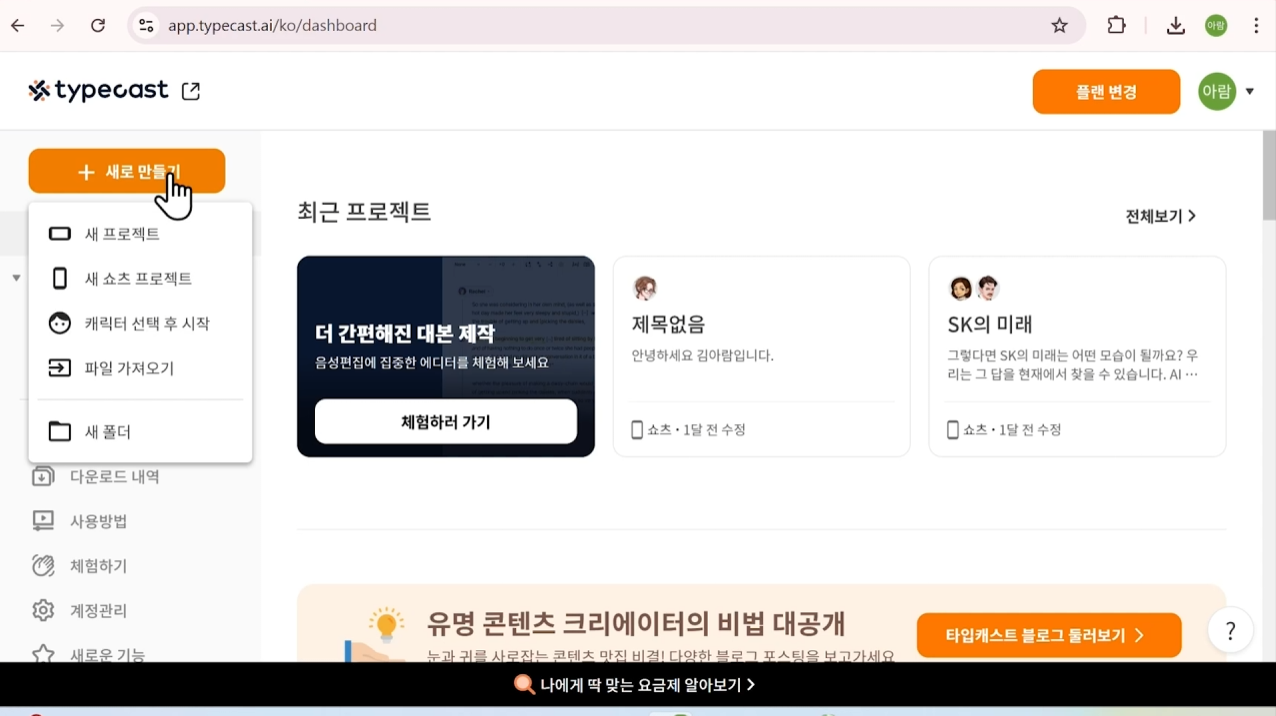 app.typecast.ai/ko/dashboard
아람
typecast
플랜 변경
아람
+ 새로 만들기
새 프로젝트
새 쇼츠 프로젝트
캐릭터 선택 후 시작
파일 가져오기
새 폴더
다운로드 내역
사용방법
체험하기
계정관리
새로운 기능
최근 프로젝트
전체보기 >
더 간편해진 대본 제작
음성편집에 집중한 에디터를 체험해 보세요
체험하러 가기
제목없음
안녕하세요 김아람입니다.
쇼츠 • 1달 전 수정
SK의 미래
그렇다면 SK의 미래는 어떤 모습이 될까요? 우
리는 그 답을 현재에서 찾을 수 있습니다. AI …
쇼츠 • 1달 전 수정
유명 콘텐츠 크리에이터의 비법 대공개
눈과 귀를 사로잡는 콘텐츠 맛집 비결! 다양한 블로그 포스팅을 보고가세요
타입캐스트 블로그 둘러보기 >
?
나에게 딱 맞는 요금제 알아보기 >